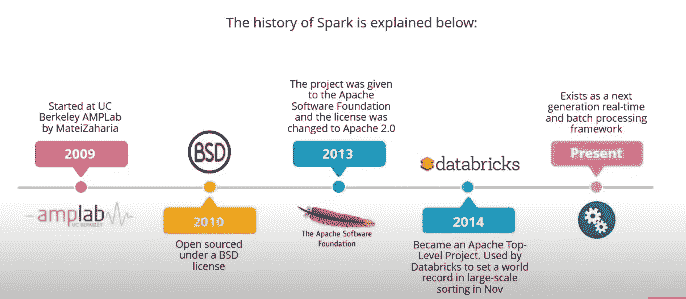 The history of Spark is explained below:
Started at UC
Berkeley AMPLab
by MateiZaharia
2009
amplab
UC BERKELEY
BSD
2010
Open sourced
under a BSD
license
The project was given
to the Apache
Software Foundation
and the license was
changed to Apache 2.0
2013
The Apache Software
Foundation
databricks
2014
Became an Apache Top-
Level Project. Used by
Databricks to set a world
record in large-scale
sorting in Nov
Exists as a next
generation real-time
and batch processing
framework
Present